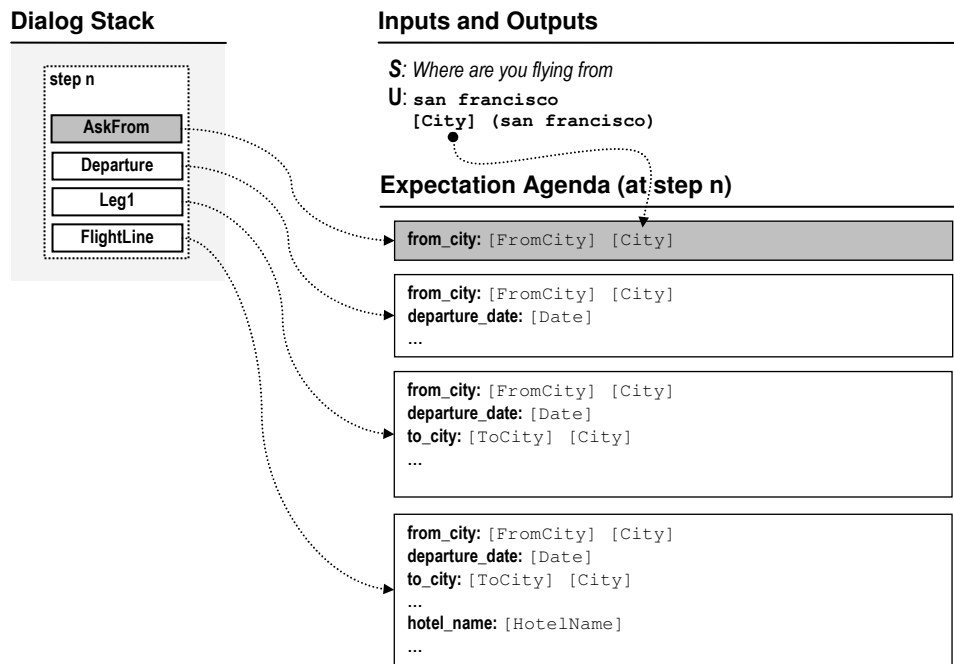 Dialog Stack
step n
AskFrom
Departure
Leg1
FlightLine
Inputs and Outputs
S: Where are you flying from
U: san francisco
[City] (san francisco)
Expectation Agenda (at step n)
from_city: [FromCity] [City]
from_city: [FromCity] [City]
departure_date: [Date]
...
from_city: [FromCity] [City]
departure_date: [Date]
to_city: [ToCity] [City]
...
from_city: [FromCity] [City]
departure_date: [Date]
to_city: [ToCity] [City]
...
hotel_name: [HotelName]
...